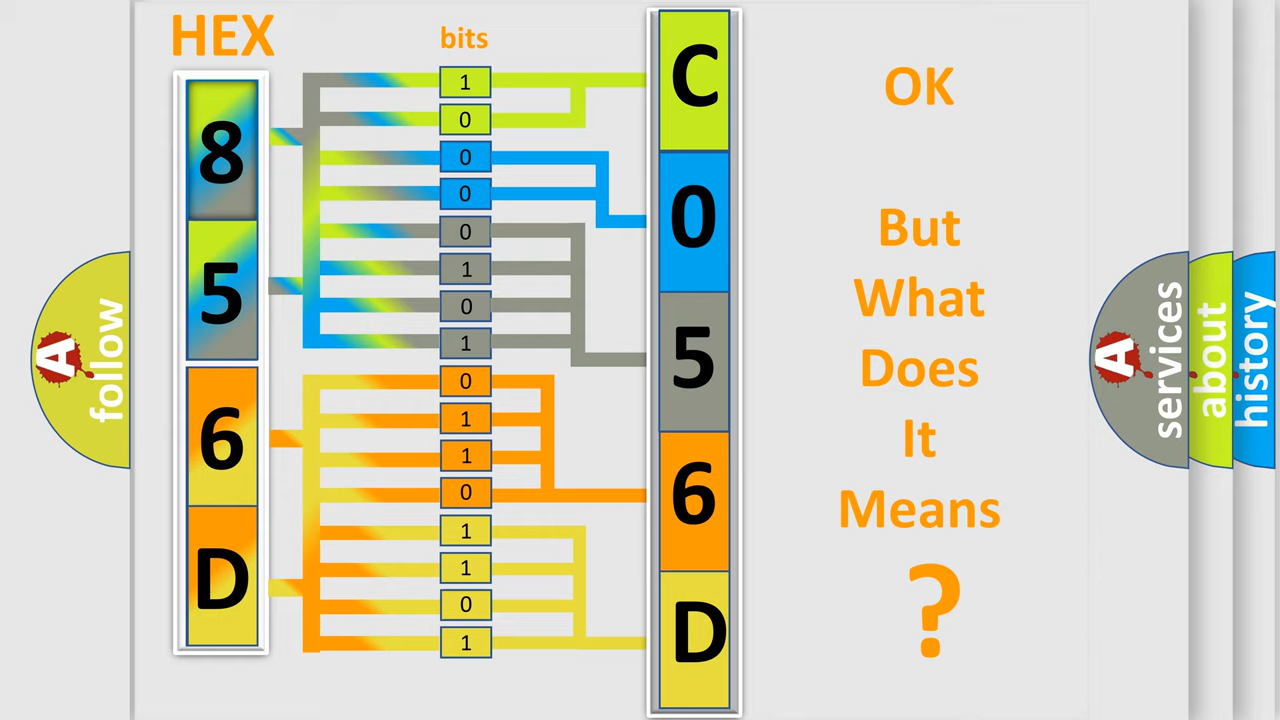 HEX
bits
8
5
6
D
1
0
0
0
0
1
0
1
0
1
1
0
1
1
0
1
C
0
5
6
D
OK
But
What
Does
It
Means
?
A
follow
A
services
about
history